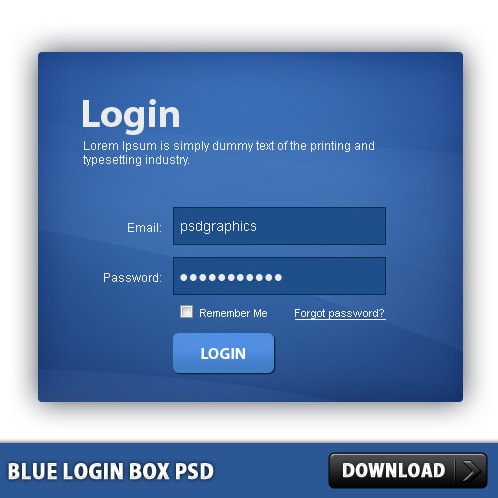 Login
Lorem Ipsum is simply dummy text of the printing and
typesetting industry.
Email: psdgraphics
Password: ●●●●●●●●●●●
Remember Me Forgot password?
LOGIN
BLUE LOGIN BOX PSD DOWNLOAD